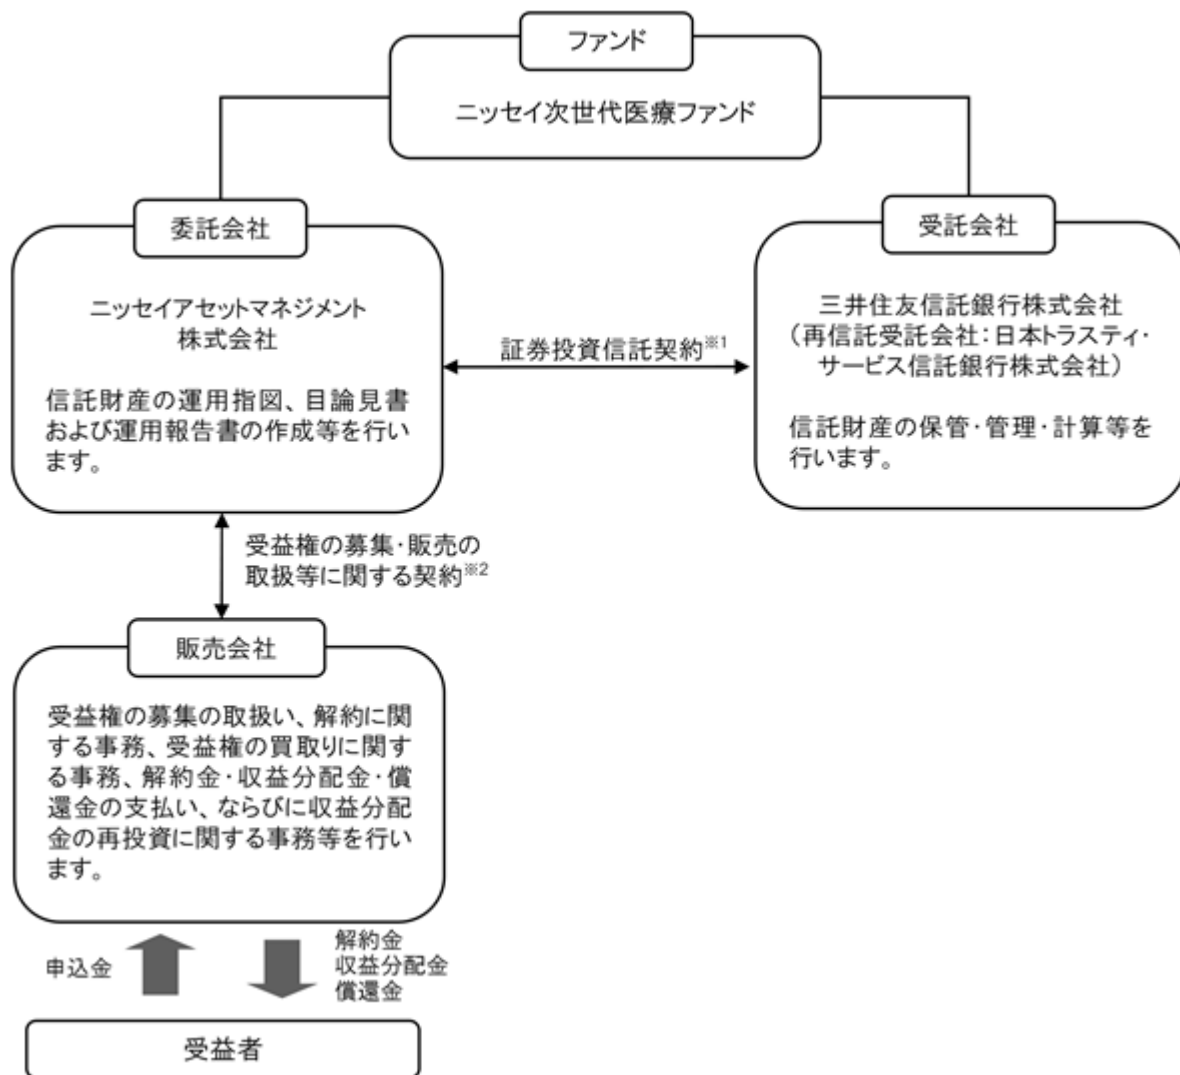 ファンド
ニッセイ次世代医療ファンド
委託会社
ニッセイアセットマネジメント
株式会社
信託財産の運用指図、目論見書
および運用報告書の作成等を行い
ます。
証券投資信託契約※1
受託会社
三井住友信託銀行株式会社
(再信託受託会社:日本トラスティ・
サービス信託銀行株式会社)
信託財産の保管・管理・計算等を
行います。
受益権の募集・販売の
取扱等に関する契約※2
販売会社
受益権の募集の取扱い、解約に関
する事務、受益権の買取りに関す
る事務、解約金・収益分配金・償
還金の支払い、ならびに収益分配
金の再投資に関する事務等を行い
ます。
申込金
解約金
収益分配金
償還金
受益者